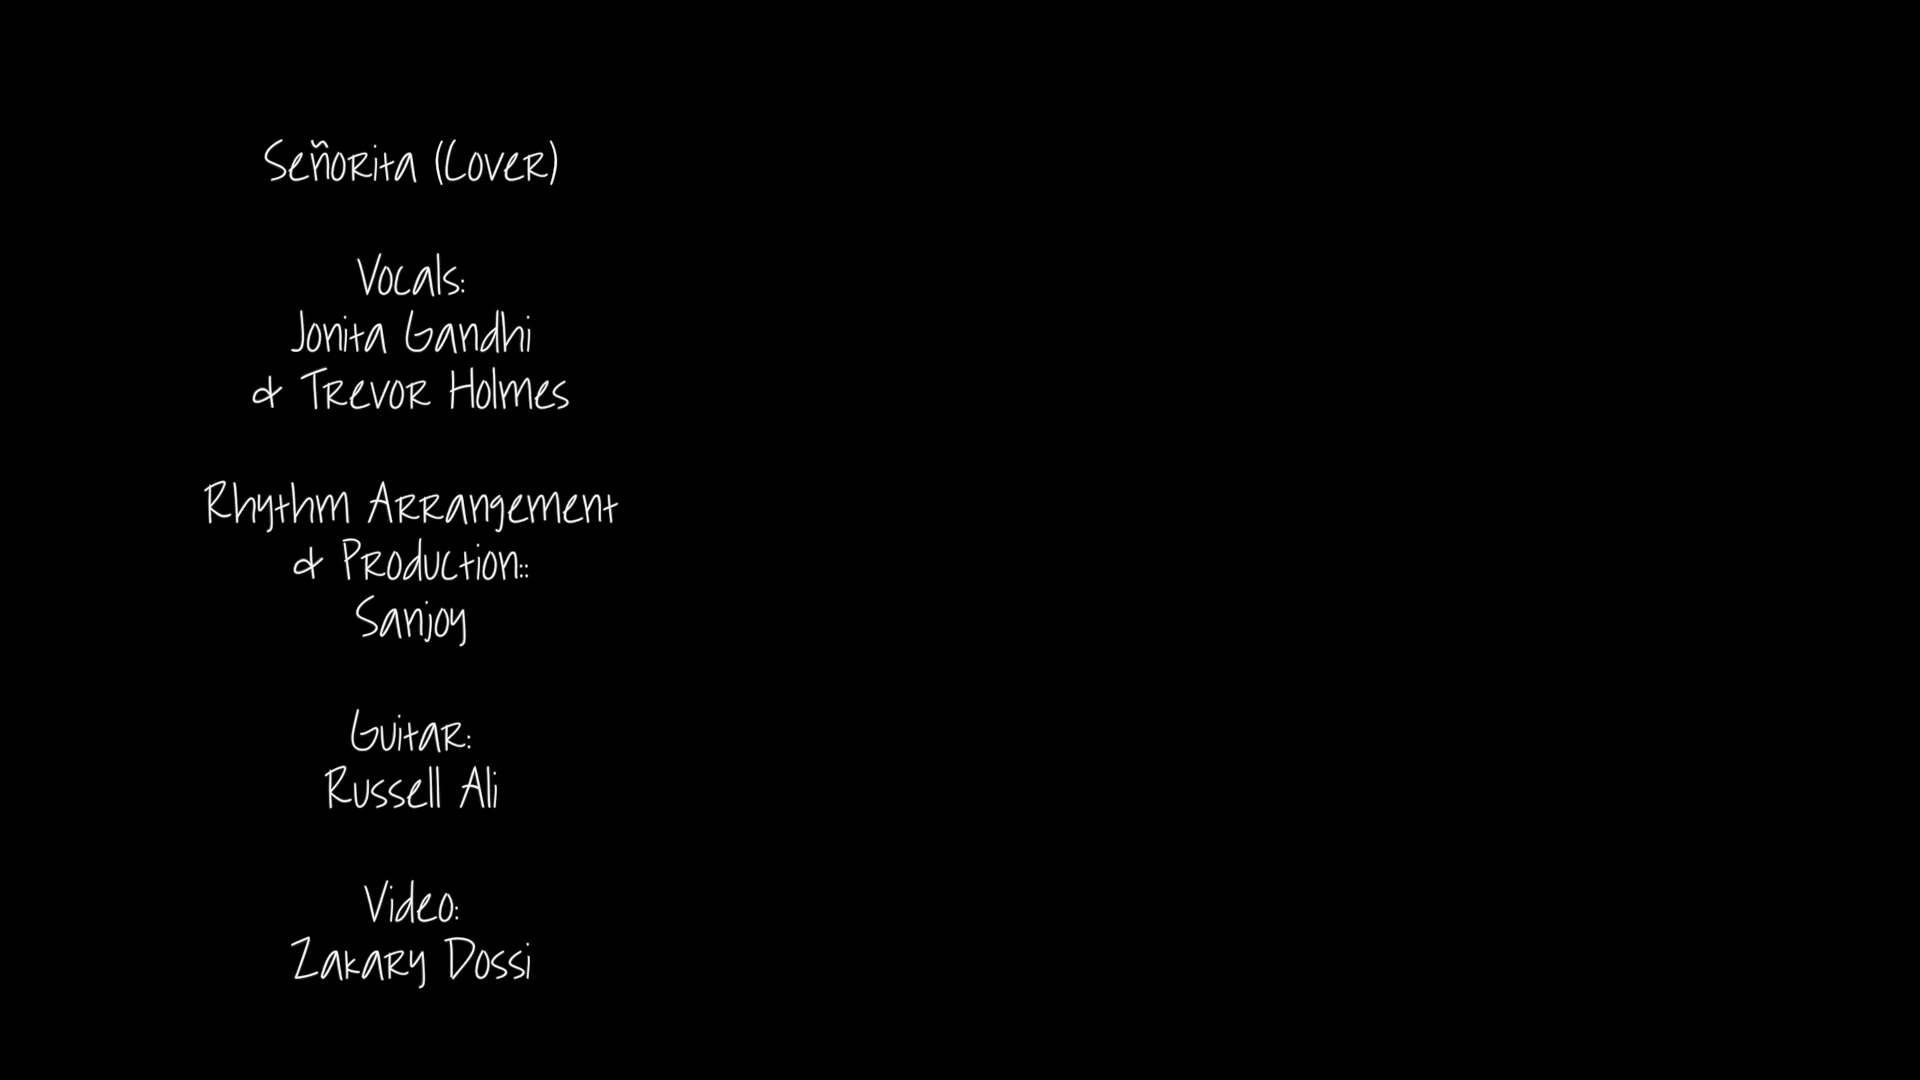 Señorita (Cover)
Vocals:
Jonita Gandhi
& Trevor Holmes
Rhythm Arrangement
& Production::
Sanjoy
Guitar:
Russell Ali
Video:
Zakary Dossi